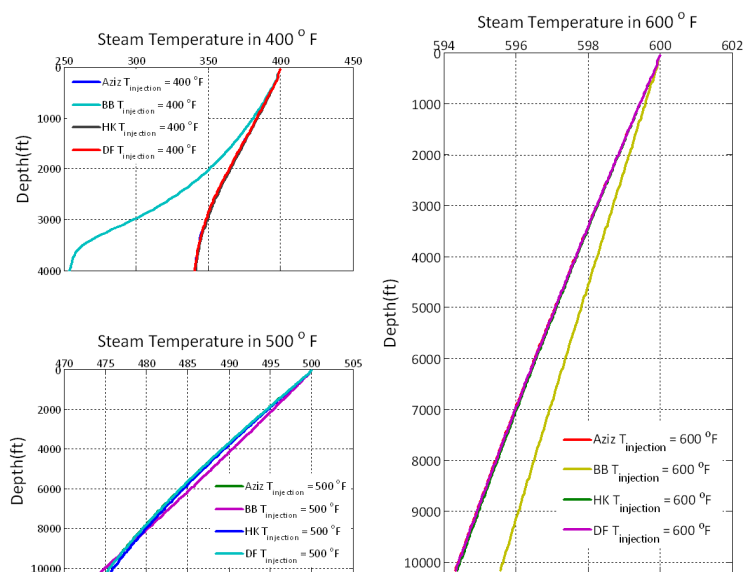 Steam Temperature in 400 ° F
250 300 350 400 450
0
Aziz Tinjection = 400 °F
BB Tinjection = 400 °F
1000
HK Tinjection = 400 °F
DF Tinjection = 400 °F
2000
3000
4000
Depth(ft)
Steam Temperature in 500 ° F
470 475 480 485 490 495 500 505
0
2000
4000
6000
8000
10000
Depth(ft)
Aziz Tinjection = 500 °F
BB Tinjection = 500 °F
HK Tinjection = 500 °F
DF Tinjection = 500 °F
Steam Temperature in 600 ° F
594 596 598 600 602
0
1000
2000
3000
4000
5000
6000
7000
8000
9000
10000
Depth(ft)
Aziz Tinjection = 600 °F
BB Tinjection = 600 °F
HK Tinjection = 600 °F
DF Tinjection = 600 °F